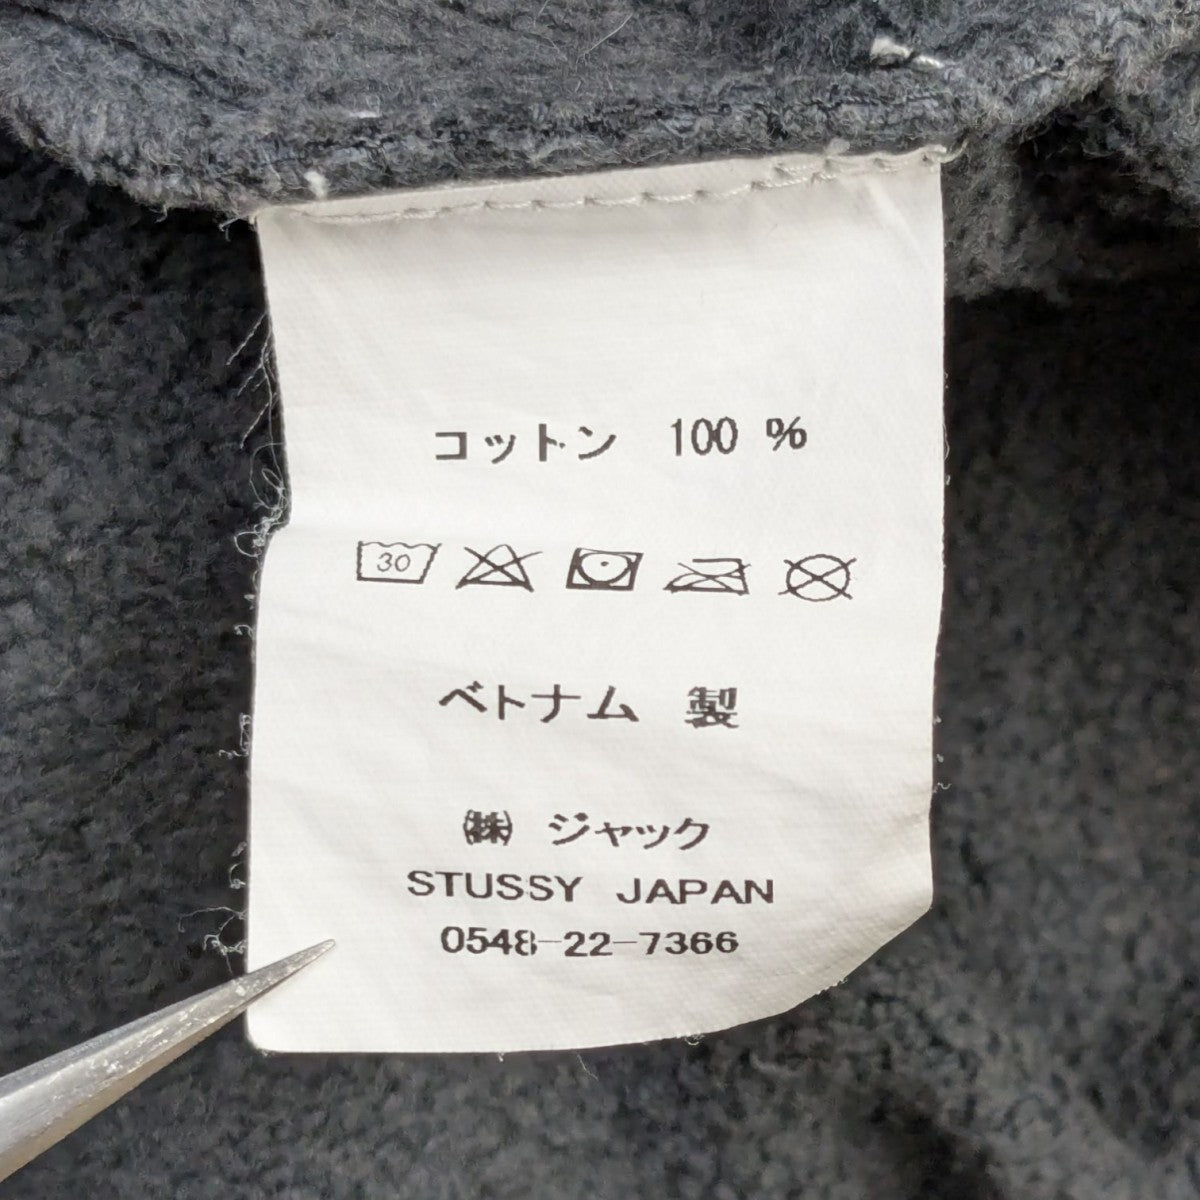 コットン 100 %
30
ベトナム 製
㈱ ジャック
STUSSY JAPAN
0548-22-7366